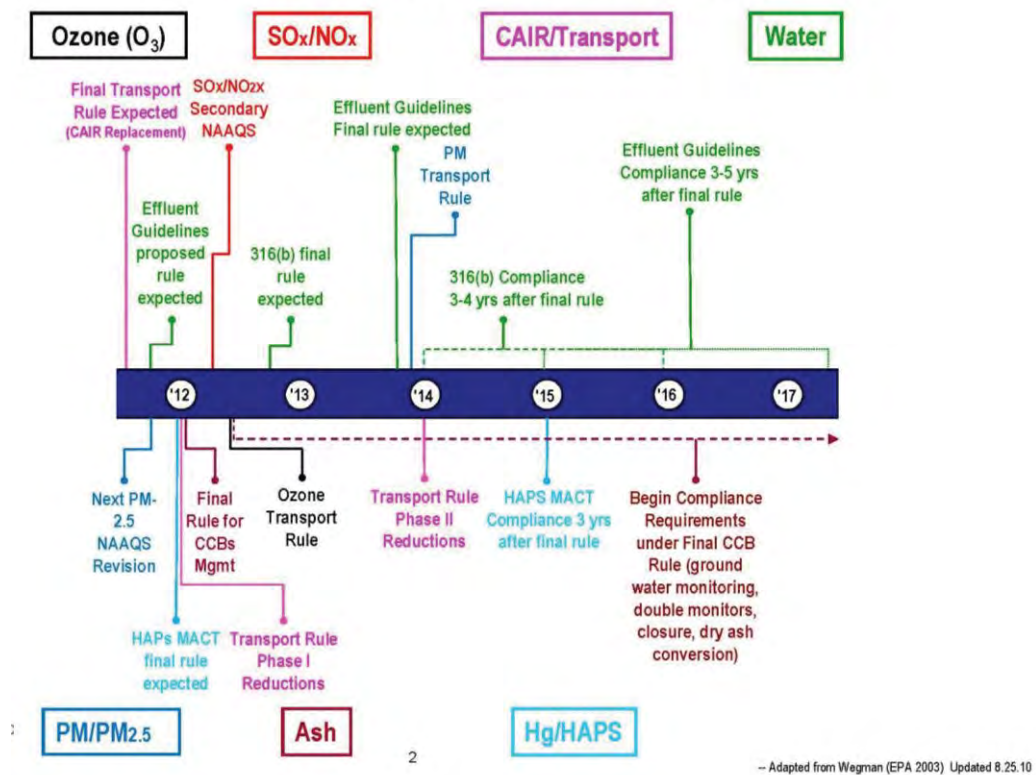 Ozone (O3)
SOx/NOx
CAIR/Transport
Water
Final Transport
Rule Expected
(CAIR Replacement)
SOx/NO2x
Secondary
NAAQS
Effluent Guidelines
Final rule expected
PM
Transport
Rule
Effluent Guidelines
Compliance 3-5 yrs
after final rule
Effluent
Guidelines
proposed
rule
expected
316(b) final
rule
expected
316(b) Compliance
3-4 yrs after final rule
'12
'13
'14
'15
'16
'17
Next PM-
2.5
NAAQS
Revision
Final
Rule for
CCBs
Mgmt
Ozone
Transport
Rule
Transport Rule
Phase II
Reductions
HAPS MACT
Compliance 3 yrs
after final rule
Begin Compliance
Requirements
under Final CCB
Rule (ground
water monitoring,
double monitors,
closure, dry ash
conversion)
HAPs MACT
final rule
expected
Transport Rule
Phase I
Reductions
PM/PM2.5
Ash
Hg/HAPS
2
-- Adapted from Wegman (EPA 2003) Updated 8.25.10